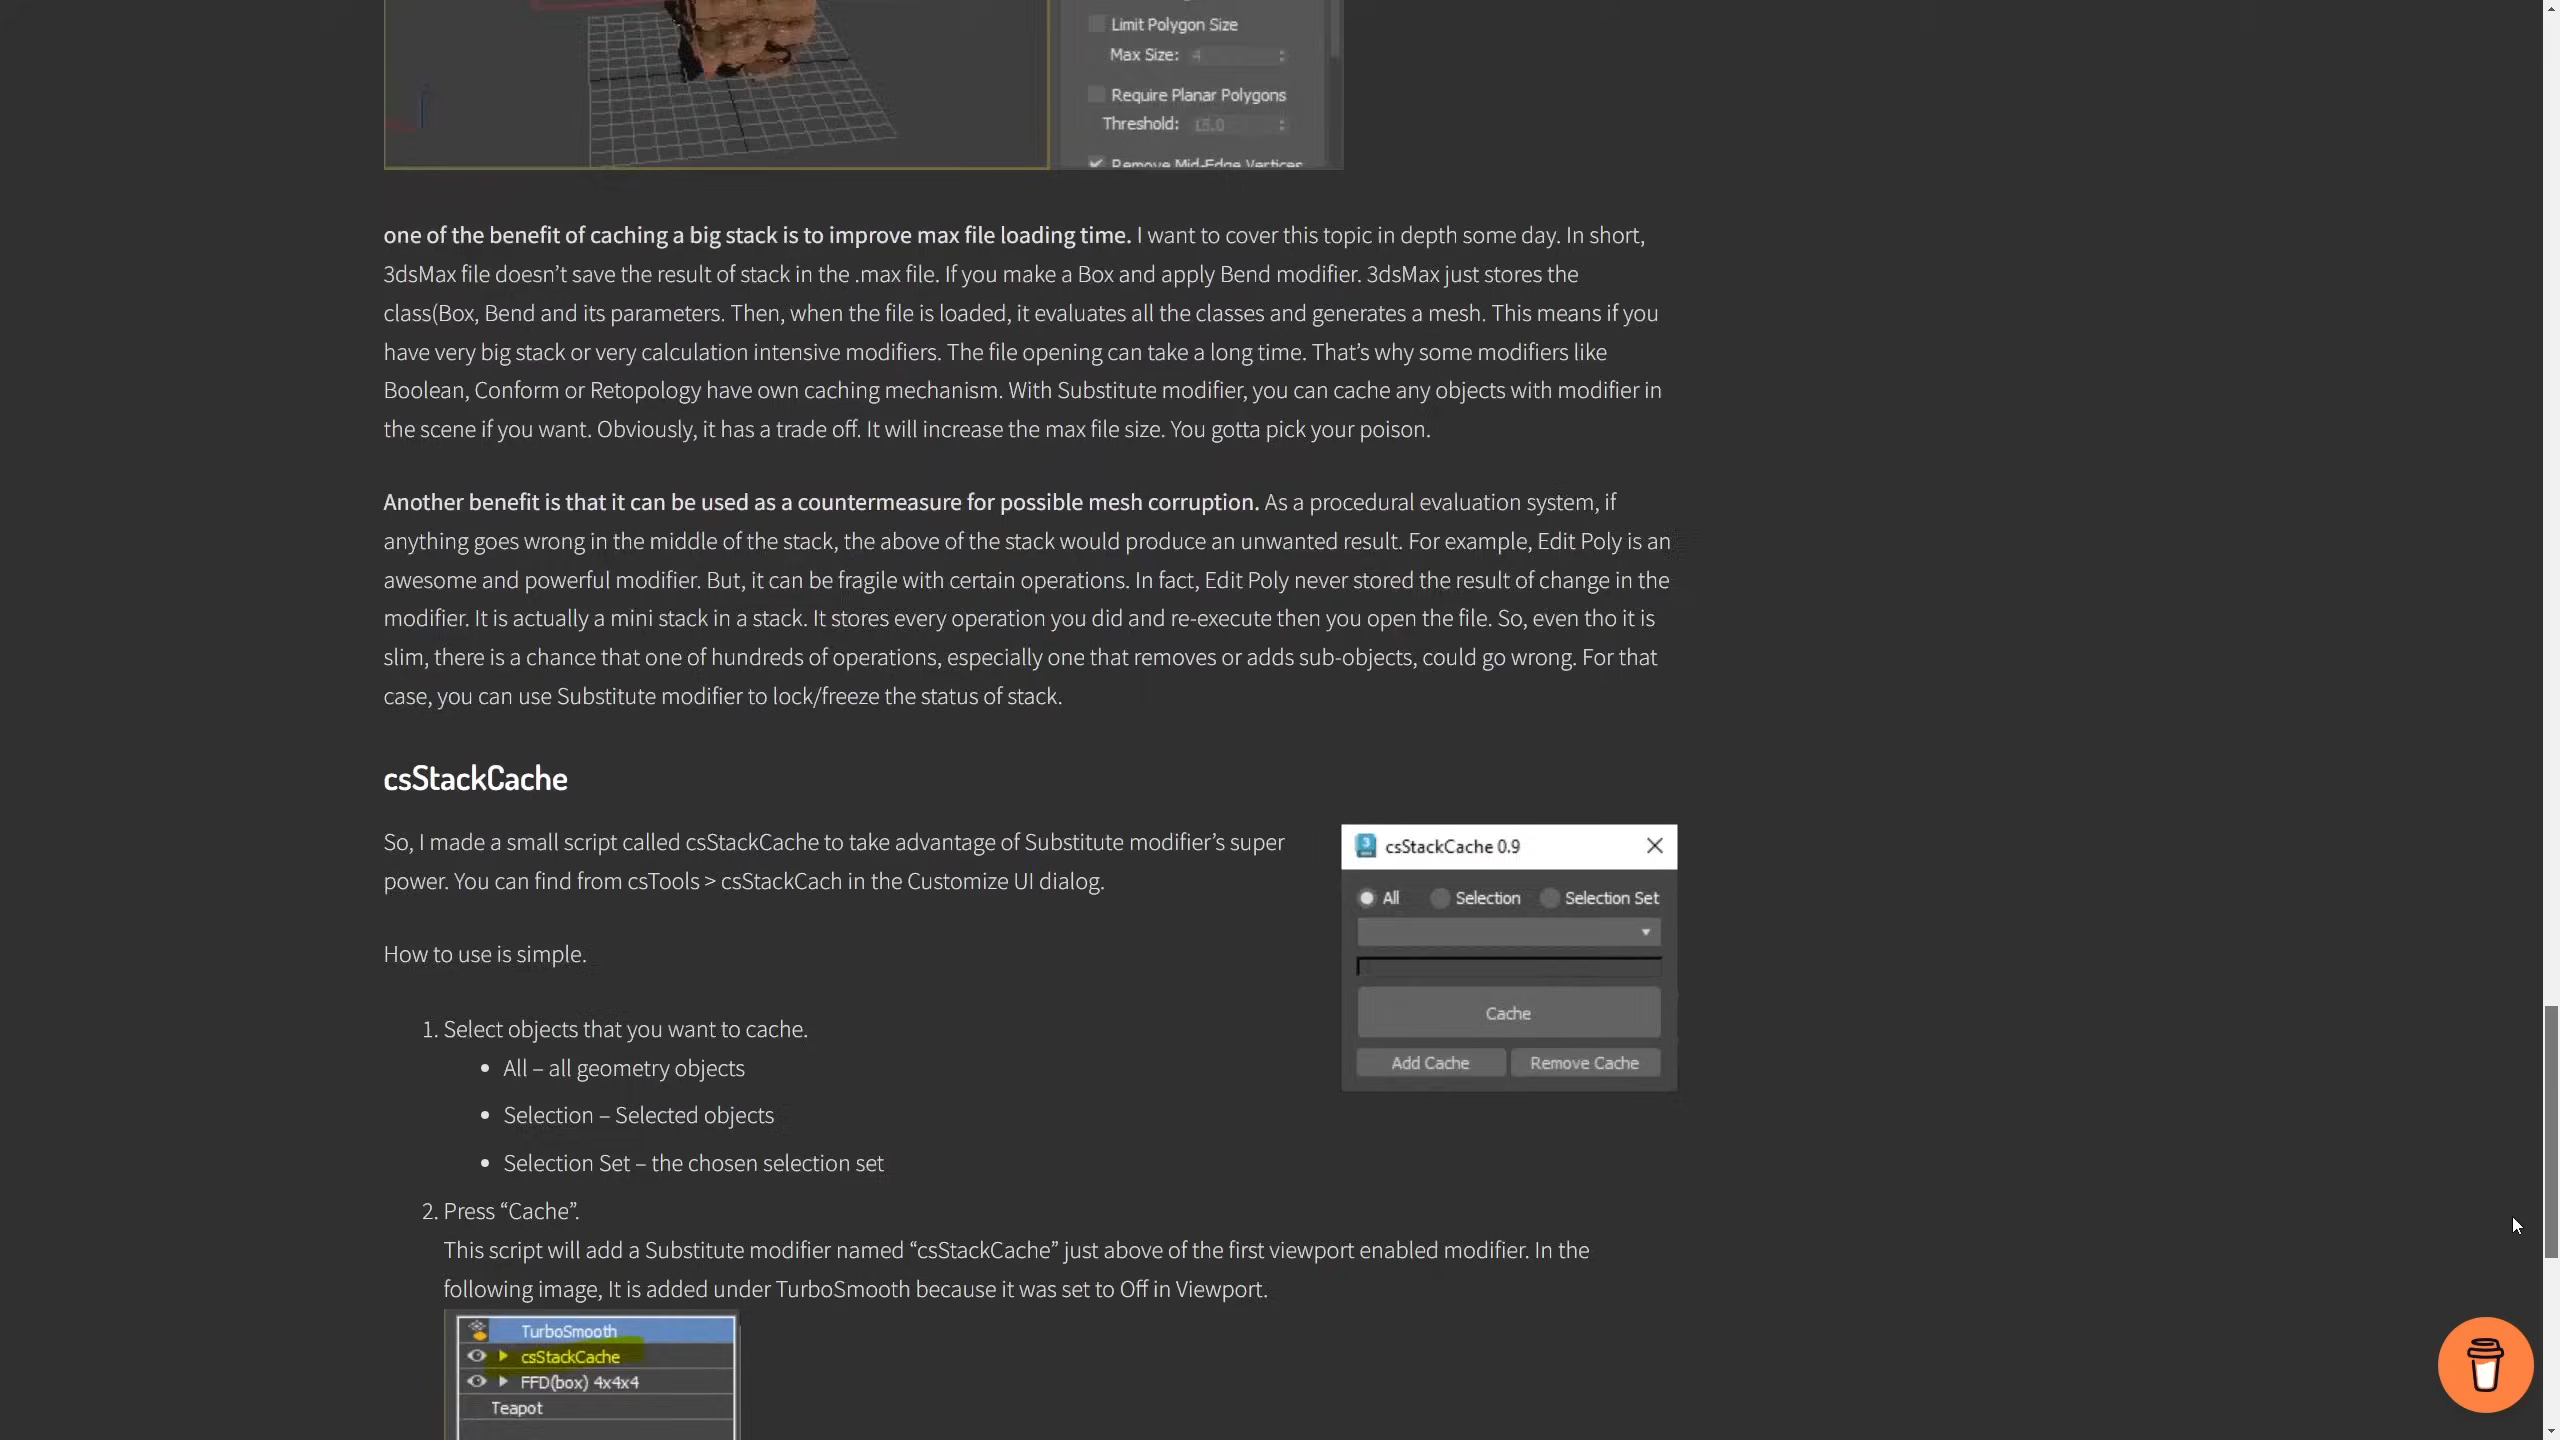 Limit Polygon Size
Max Size: 4
Require Planar Polygons
Threshold: 15.0
Remove Mid-Edge Vertices
one of the benefit of caching a big stack is to improve max file loading time. I want to cover this topic in depth some day. In short,
3dsMax file doesn’t save the result of stack in the .max file. If you make a Box and apply Bend modifier. 3dsMax just stores the
class(Box, Bend and its parameters. Then, when the file is loaded, it evaluates all the classes and generates a mesh. This means if you
have very big stack or very calculation intensive modifiers. The file opening can take a long time. That’s why some modifiers like
Boolean, Conform or Retopology have own caching mechanism. With Substitute modifier, you can cache any objects with modifier in
the scene if you want. Obviously, it has a trade off. It will increase the max file size. You gotta pick your poison.
Another benefit is that it can be used as a countermeasure for possible mesh corruption. As a procedural evaluation system, if
anything goes wrong in the middle of the stack, the above of the stack would produce an unwanted result. For example, Edit Poly is an
awesome and powerful modifier. But, it can be fragile with certain operations. In fact, Edit Poly never stored the result of change in the
modifier. It is actually a mini stack in a stack. It stores every operation you did and re-execute then you open the file. So, even tho it is
slim, there is a chance that one of hundreds of operations, especially one that removes or adds sub-objects, could go wrong. For that
case, you can use Substitute modifier to lock/freeze the status of stack.
csStackCache
So, I made a small script called csStackCache to take advantage of Substitute modifier’s super
power. You can find from csTools > csStackCach in the Customize UI dialog.
How to use is simple.
1. Select objects that you want to cache.
• All – all geometry objects
• Selection – Selected objects
• Selection Set – the chosen selection set
2. Press “Cache”.
This script will add a Substitute modifier named “csStackCache” just above of the first viewport enabled modifier. In the
following image, It is added under TurboSmooth because it was set to Off in Viewport.
3
csStackCache 0.9
All Selection Selection Set
Cache
Add Cache Remove Cache
TurboSmooth
csStackCache
FFD(box) 4x4x4
Teapot